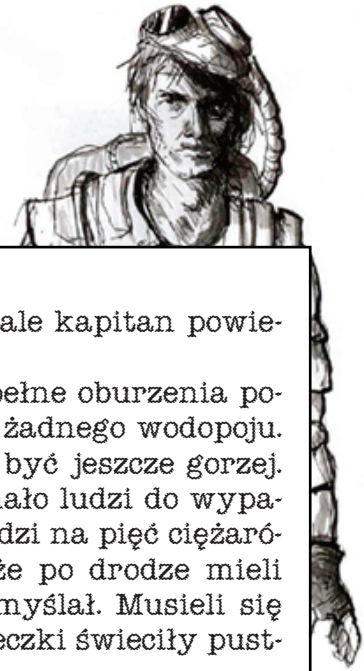 ale kapitan powie-
pełne oburzenia po-
żadnego wodopoju.
być jeszcze gorzej.
mało ludzi do wypa-
dzi na pięć ciężaró-
że po drodze mieli
myślał. Musieli się
eczki świeciły pust-